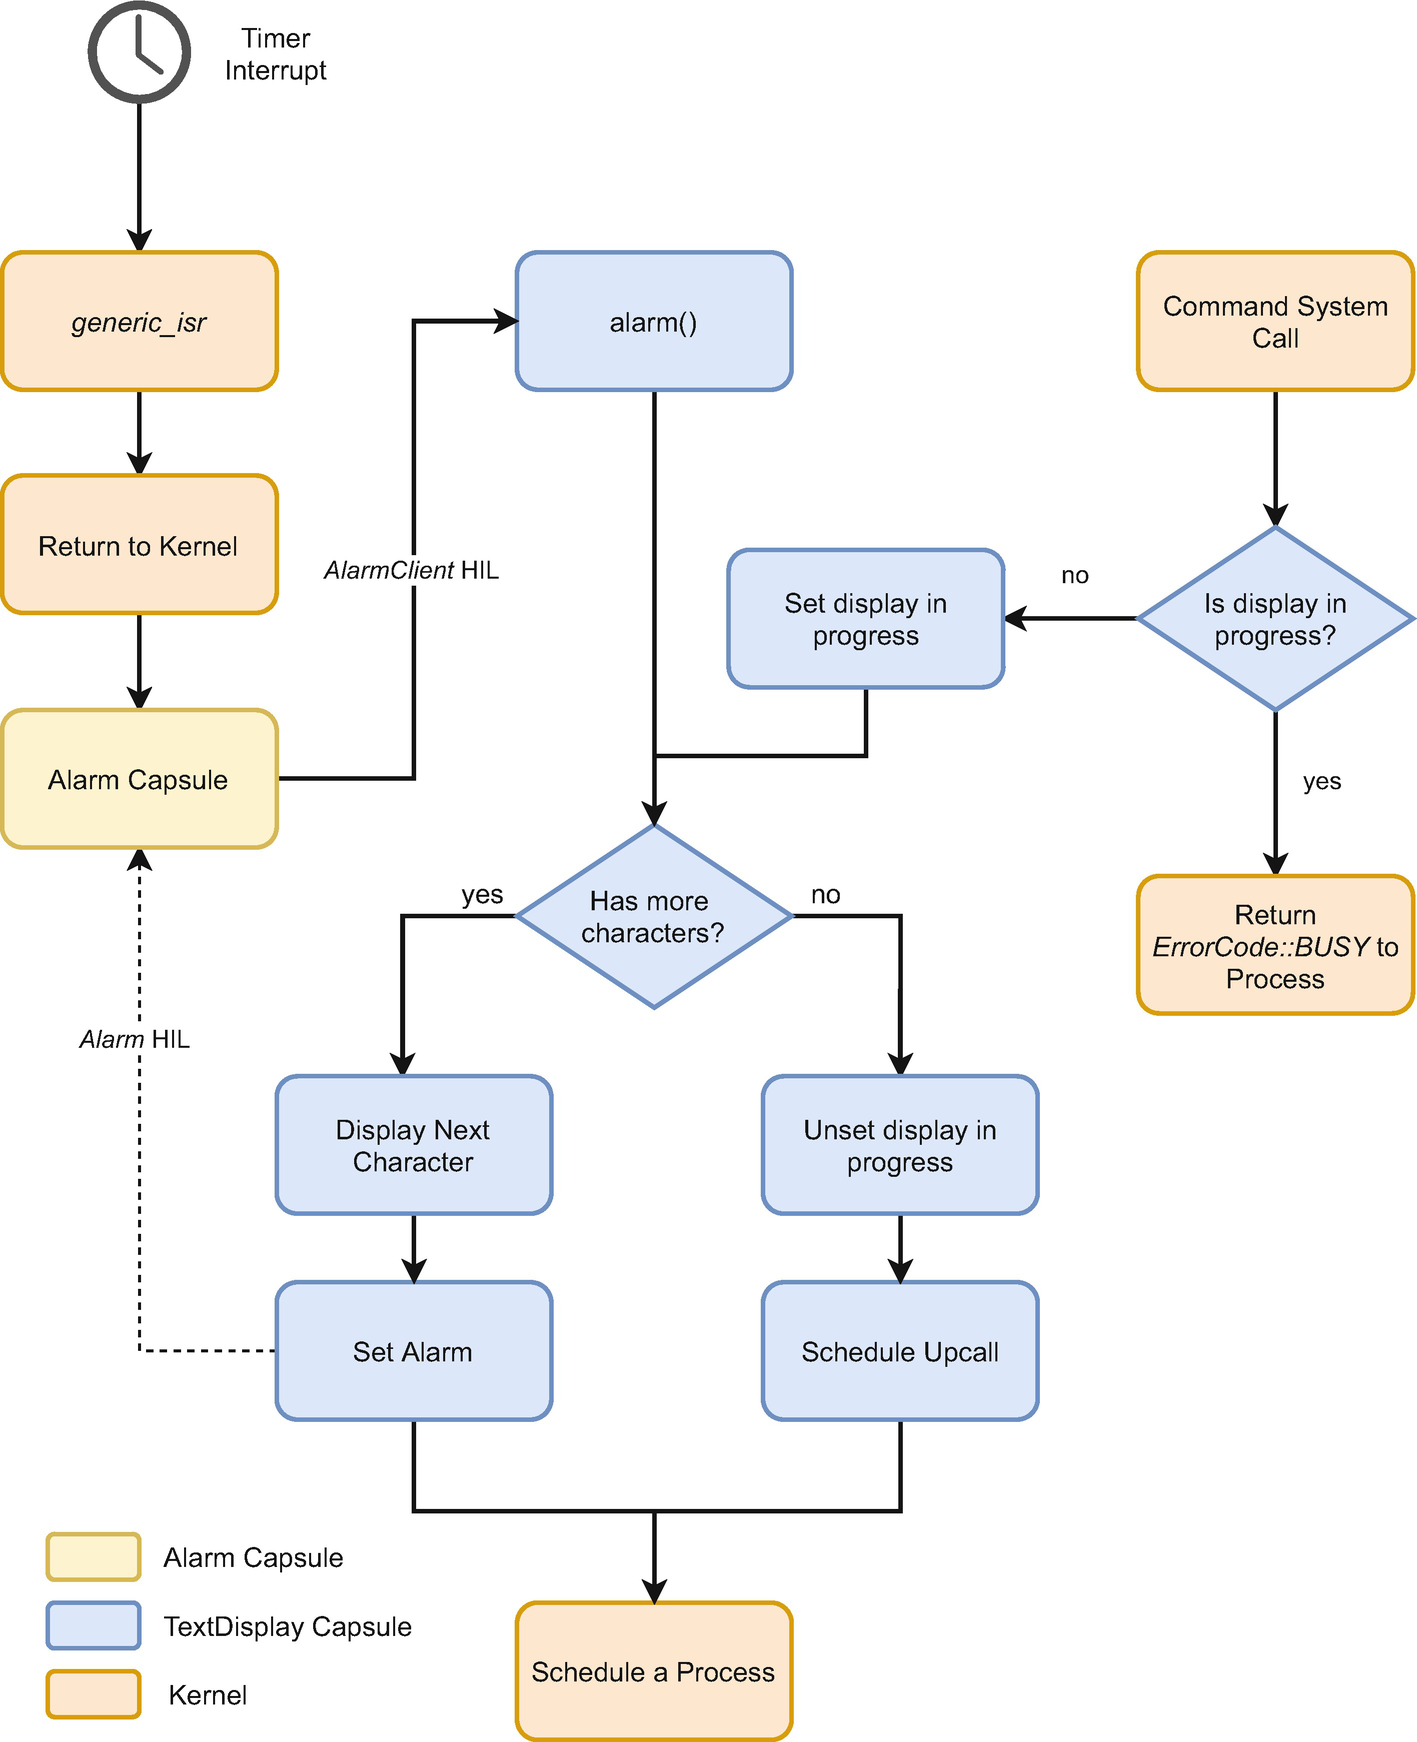 Timer
Interrupt
generic_isr
alarm()
Command System
Call
Return to Kernel
AlarmClient HIL
Set display in
progress
no
Is display in
progress?
Alarm Capsule
yes
Has more
characters?
yes
no
Return
ErrorCode::BUSY to
Process
Alarm HIL
Display Next
Character
Unset display in
progress
Set Alarm
Schedule Upcall
Alarm Capsule
TextDisplay Capsule
Kernel
Schedule a Process